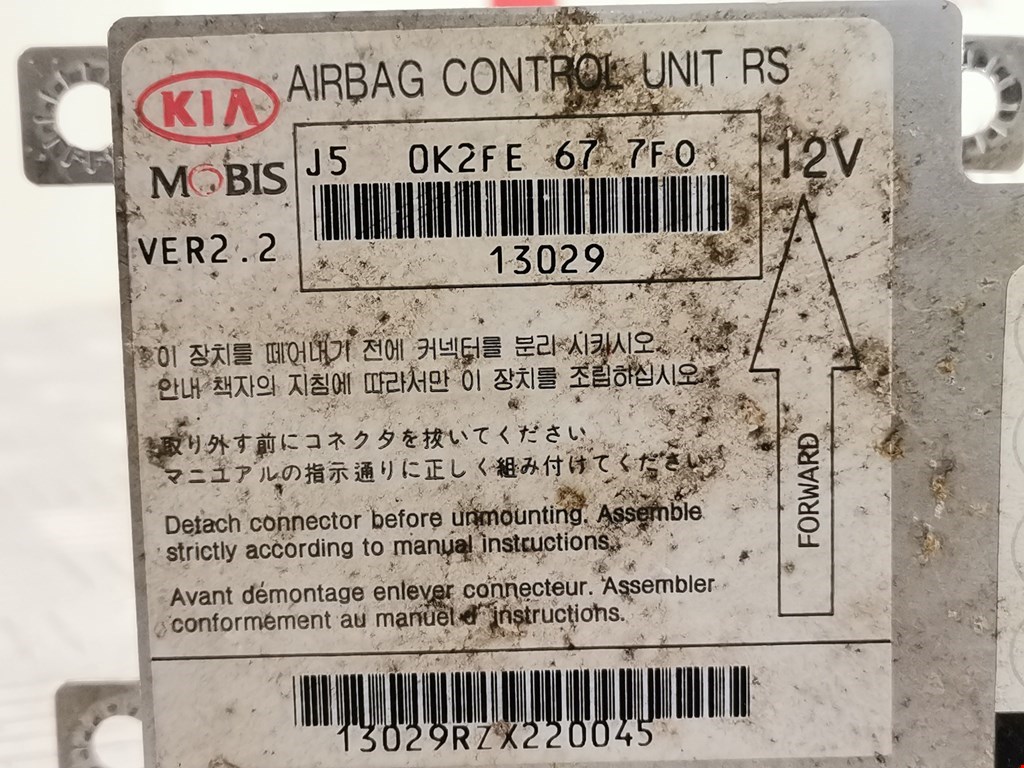 KIA AIRBAG CONTROL UNIT RS
MOBIS
J5 0K2FE 67 7F0
12V
VER2.2
13029
이 장치를 떼어내기 전에 커넥터를 분리 시키시오.
안내 책자의 지침에 따라서만 이 장치를 조립하십시오.
取り外す前にコネクタを抜いてください
マニュアルの指示通りに正しく組み付けてください
FORWARD
Detach connector before unmounting. Assemble
strictly according to manual instructions.
Avant démontage enlever connecteur. Assembler
conformément au manuel d' instructions.
13029RZX220045